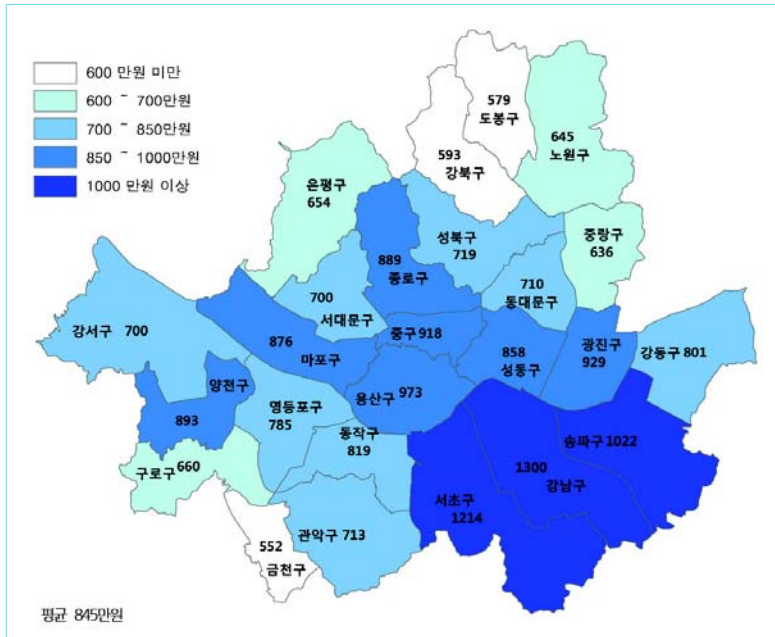 600 만원 미만
600 ~ 700만원
700 ~ 850만원
850 ~ 1000만원
1000 만원 이상
579
도봉구
593
강북구
645
노원구
은평구
654
성북구
719
중랑구
636
889
종로구
710
동대문구
700
서대문구
강서구 700
876
마포구
중구 918
858
성동구
광진구
929
강동구 801
양천구
893
영등포구
785
용산구 973
동작구
819
구로구 660
송파구 1022
1300
강남구
서초구
1214
관악구 713
552
금천구
평균 845만원